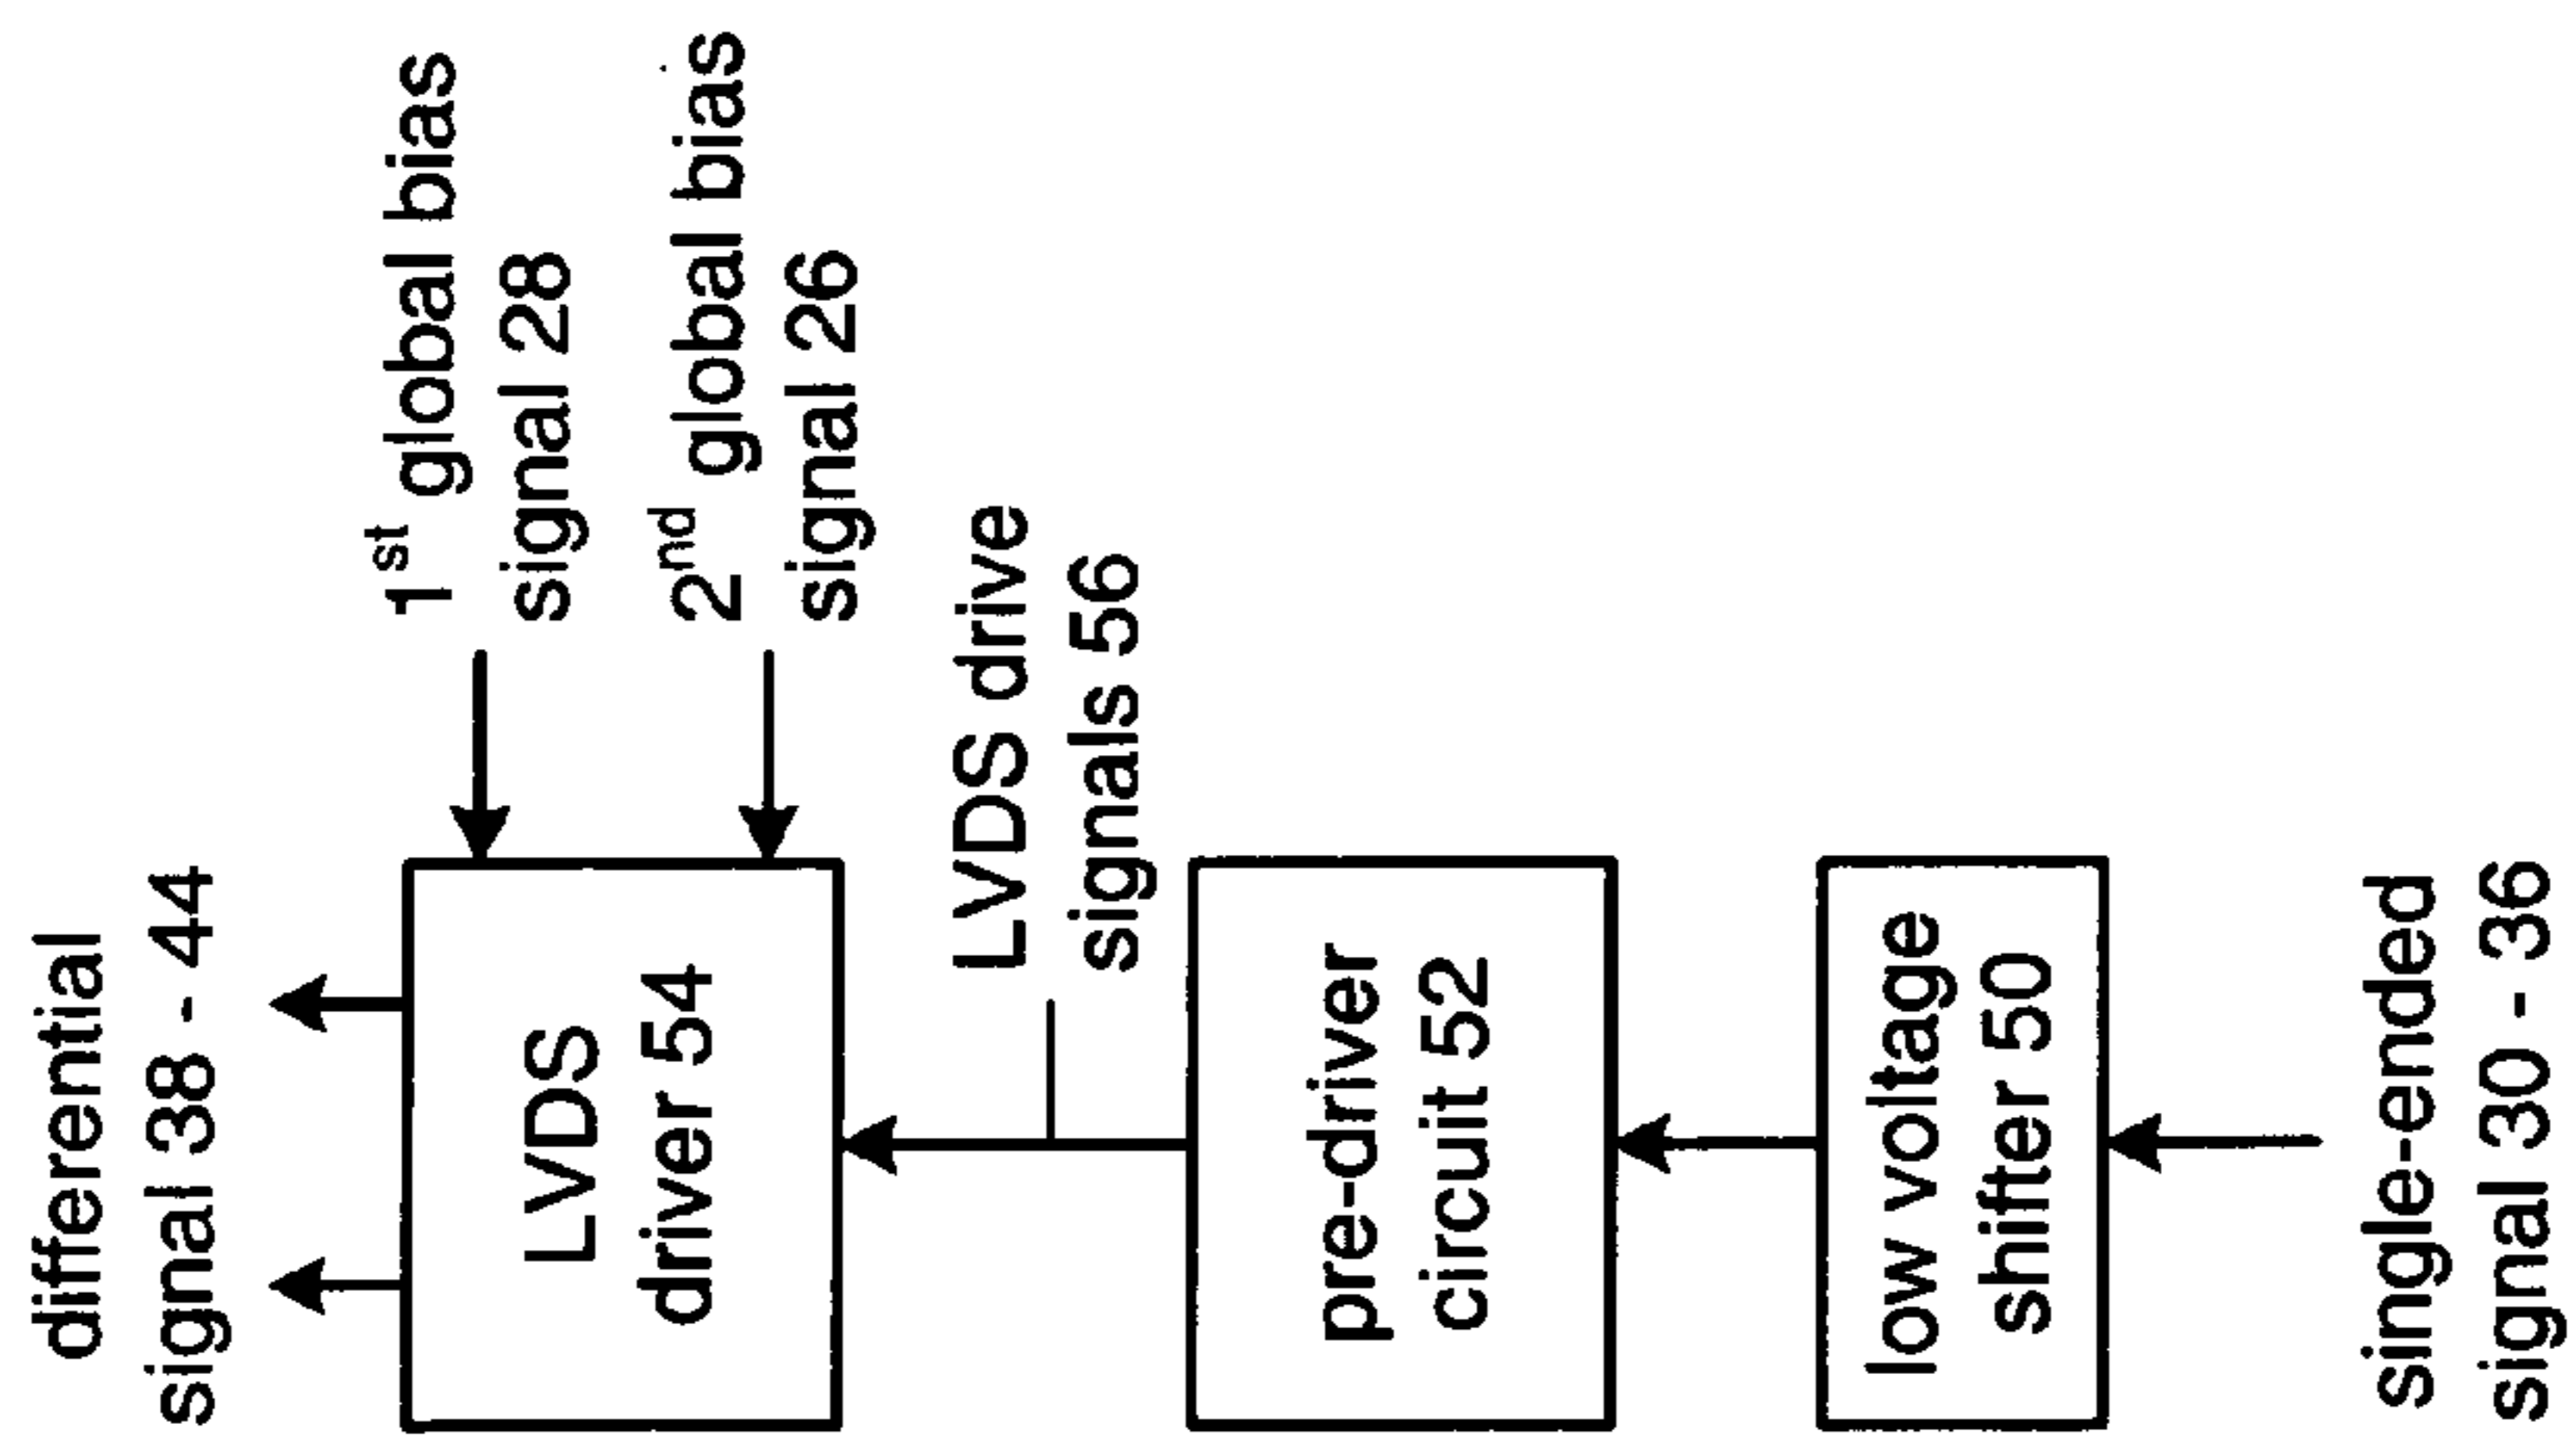 differential
signal 38 - 44
LVDS
driver 54
1st global bias
signal 28
2nd global bias
signal 26
LVDS drive
signals 56
pre-driver
circuit 52
low voltage
shifter 50
single-ended
signal 30 - 36